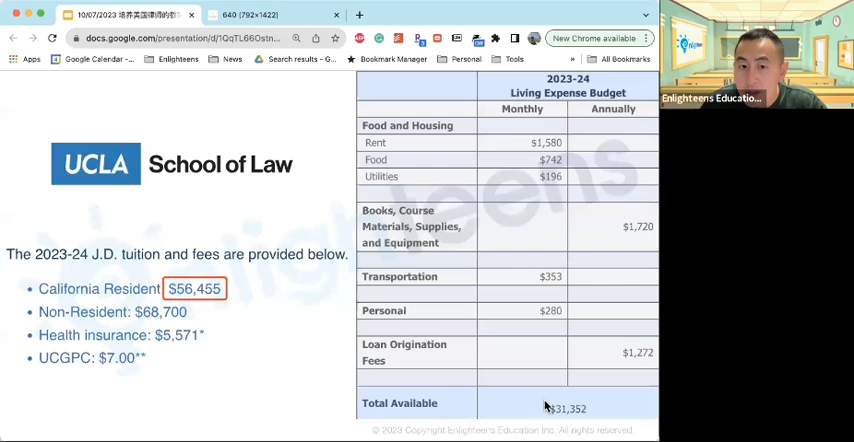 10/07/2023 培养美国律师的教
640 (792×1422)
docs.google.com/presentation/d/1QqTL66Ostn...
New Chrome available
Apps
Google Calendar -...
Enlighteens
News
Search results - G...
Bookmark Manager
Personal
Tools
»
All Bookmarks
UCLA School of Law
The 2023-24 J.D. tuition and fees are provided below.
• California Resident $56,455
• Non-Resident: $68,700
• Health insurance: $5,571*
• UCGPC: $7.00**
2023-24
Living Expense Budget
Monthly Annually
Food and Housing
Rent $1,580
Food $742
Utilities $196
Books, Course
Materials, Supplies,
and Equipment $1,720
Transportation $353
Personal $280
Loan Origination
Fees $1,272
Total Available $31,352
enlighteens
© 2023 Copyright Enlighteens Education Inc. All rights reserved.
Enlighteens Educatio...